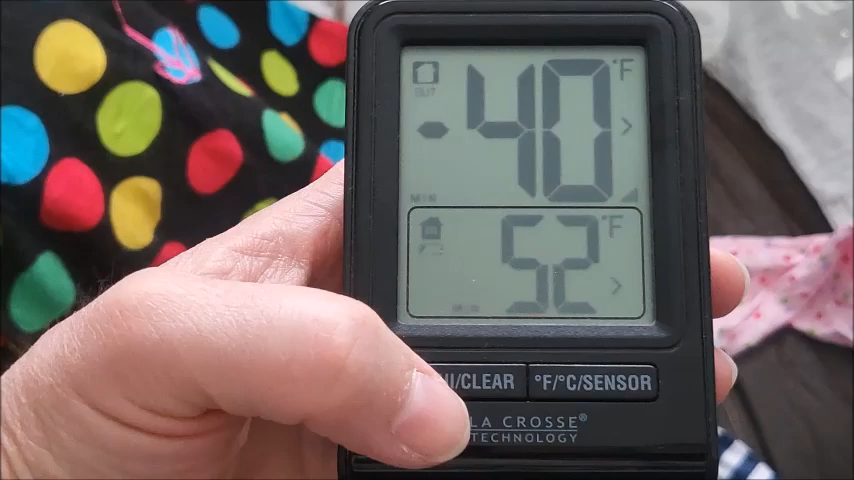 OUT
-40 °F
MIN
52 °F
MIN
I/CLEAR °F/°C/SENSOR
LA CROSSE®
TECHNOLOGY